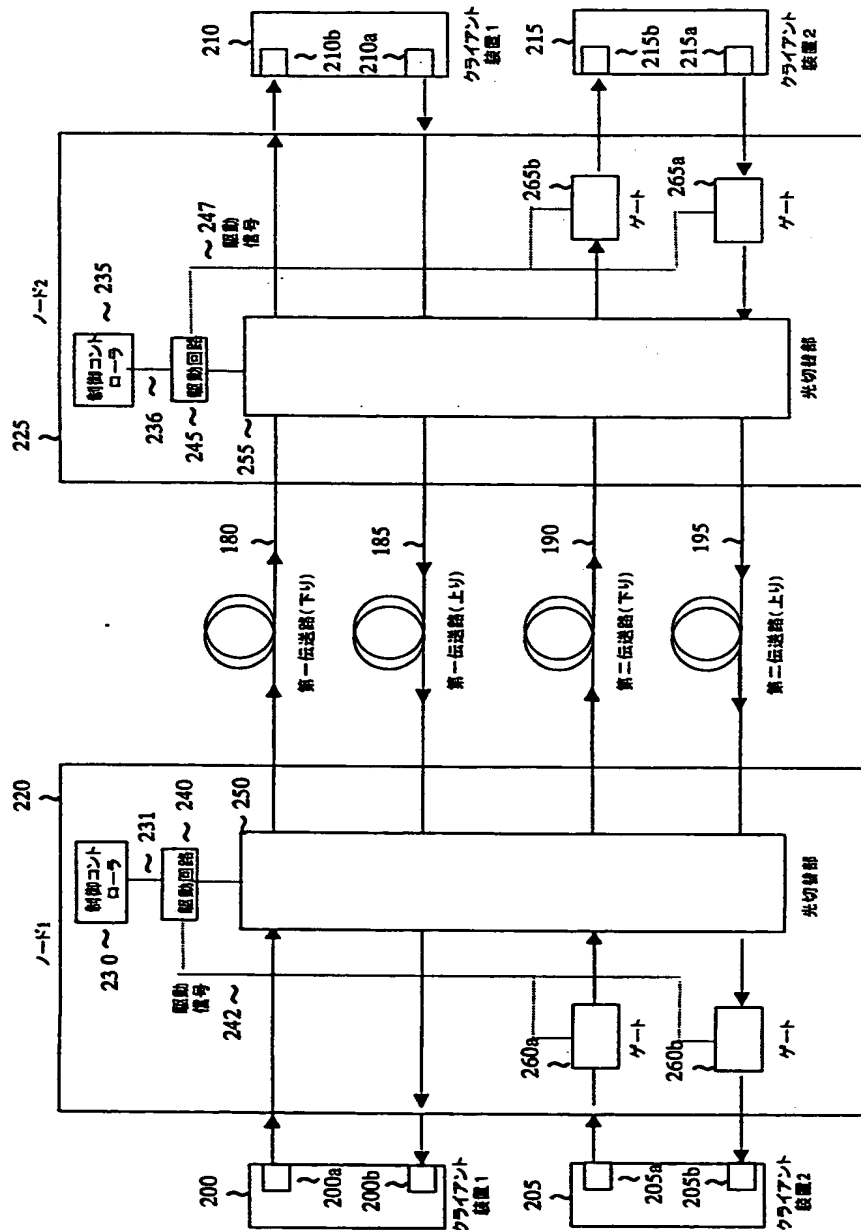 ノード1
220
制御コント
ローラ
230
231
駆動回路
240
駆動
信号
242
250
光切替部
260a
ゲート
260b
ゲート
200
200a
200b
クライアント
装置1
205
205a
205b
クライアント
装置2
180
第一伝送路(下り)
185
第一伝送路(上り)
190
第二伝送路(下り)
195
第二伝送路(上り)
ノード2
225
制御コント
ローラ
235
236
駆動回路
245
247
駆動
信号
255
光切替部
265b
ゲート
265a
ゲート
210
210b
210a
クライアント
装置1
215
215b
215a
クライアント
装置2